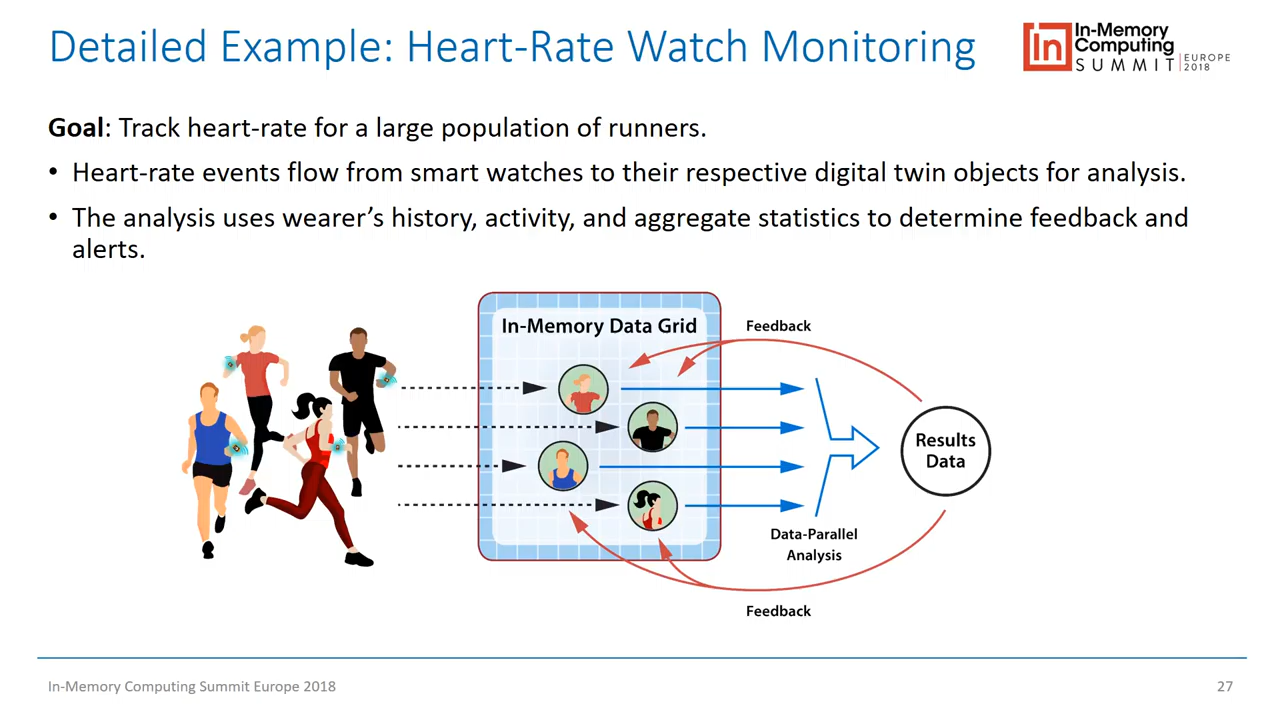 Detailed Example: Heart-Rate Watch Monitoring
In-Memory
Computing
SUMMIT
EUROPE
2018
Goal: Track heart-rate for a large population of runners.
• Heart-rate events flow from smart watches to their respective digital twin objects for analysis.
• The analysis uses wearer’s history, activity, and aggregate statistics to determine feedback and
alerts.
In-Memory Data Grid
Feedback
Results
Data
Data-Parallel
Analysis
Feedback
In-Memory Computing Summit Europe 2018
27